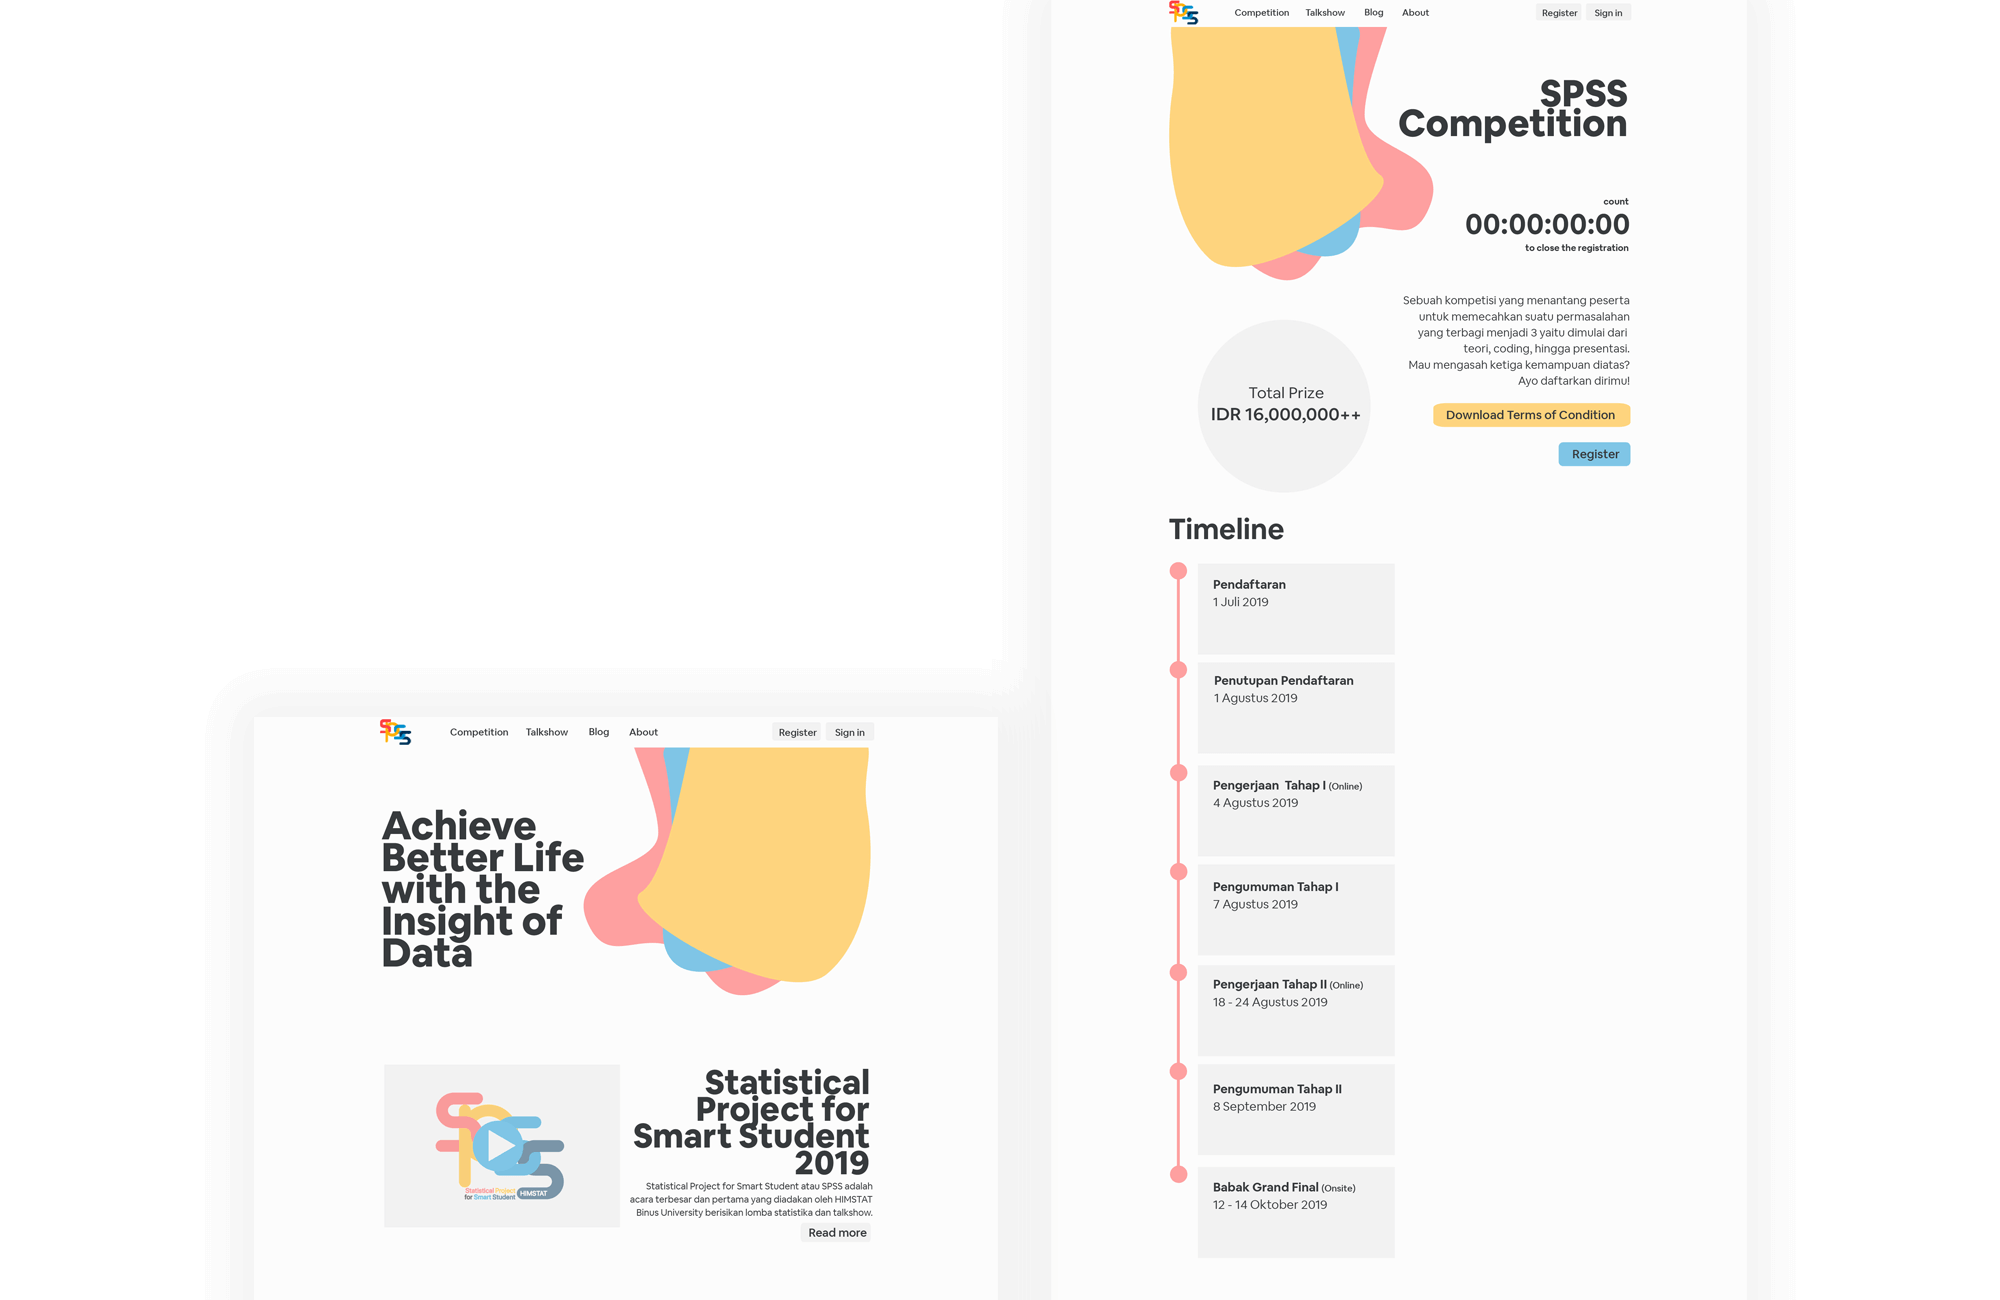 SPSS
Competition Talkshow Blog About Register Sign in
Achieve
Better Life
with the
Insight of
Data
SPSS
Statistical Project
for Smart Student HIMSTAT
Statistical
Project for
Smart Student
2019
Statistical Project for Smart Student atau SPSS adalah
acara terbesar dan pertama yang diadakan oleh HIMSTAT
Binus University berisikan lomba statistika dan talkshow.
Read more
SPSS
Competition Talkshow Blog About Register Sign in
SPSS
Competition
count
00:00:00:00
to close the registration
Sebuah kompetisi yang menantang peserta
untuk memecahkan suatu permasalahan
yang terbagi menjadi 3 yaitu dimulai dari
teori, coding, hingga presentasi.
Mau mengasah ketiga kemampuan diatas?
Ayo daftarkan dirimu!
Download Terms of Condition
Register
Total Prize
IDR 16,000,000++
Timeline
Pendaftaran
1 Juli 2019
Penutupan Pendaftaran
1 Agustus 2019
Pengerjaan Tahap I (Online)
4 Agustus 2019
Pengumuman Tahap I
7 Agustus 2019
Pengerjaan Tahap II (Online)
18 - 24 Agustus 2019
Pengumuman Tahap II
8 September 2019
Babak Grand Final (Onsite)
12 - 14 Oktober 2019